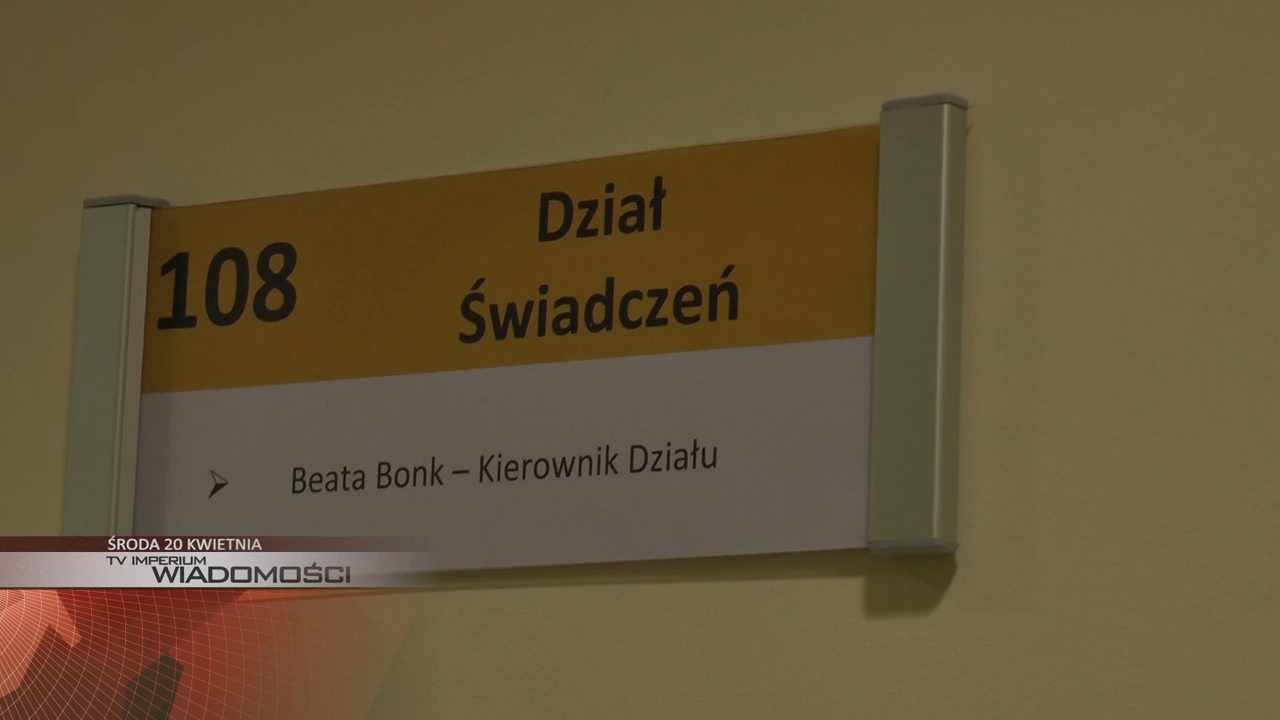 108
Dział
Świadczeń
Beata Bonk – Kierownik Działu
ŚRODA 20 KWIETNIA
TV IMPERIUM
WIADOMOŚCI